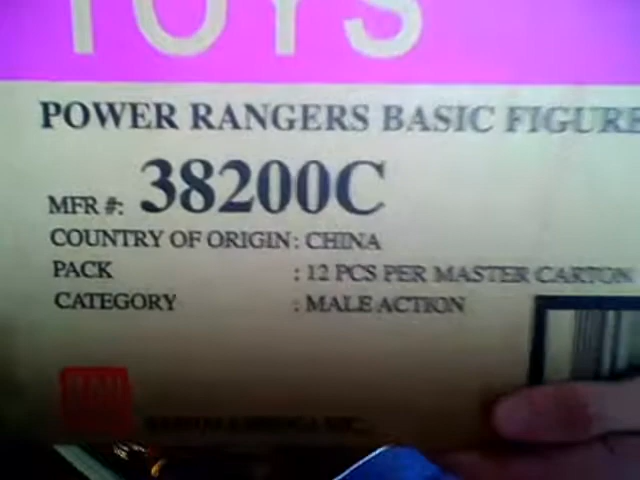 TOYS
POWER RANGERS BASIC FIGURE
MFR #: 38200C
COUNTRY OF ORIGIN: CHINA
PACK : 12 PCS PER MASTER CARTON
CATEGORY : MALE ACTION